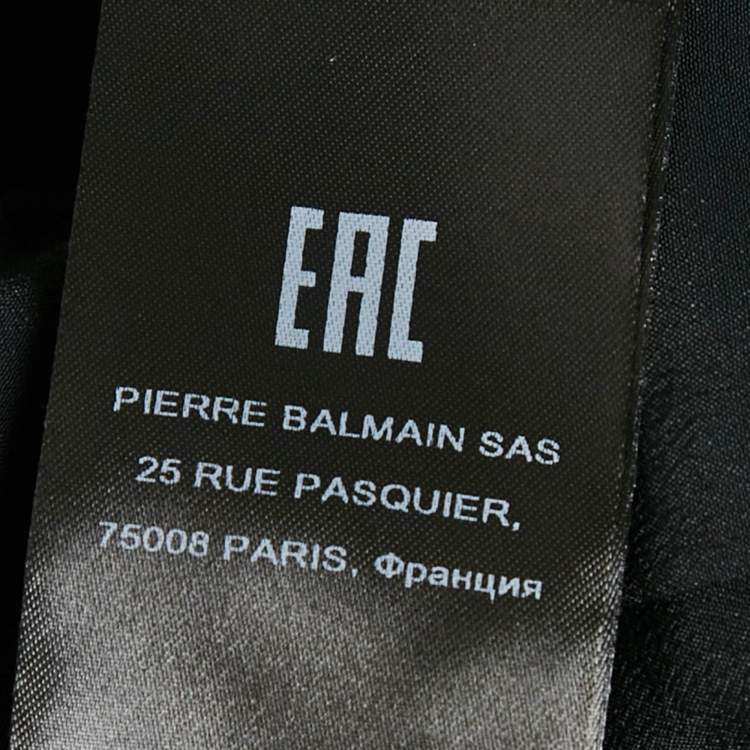 EAC
PIERRE BALMAIN SAS
25 RUE PASQUIER,
75008 PARIS, Франция